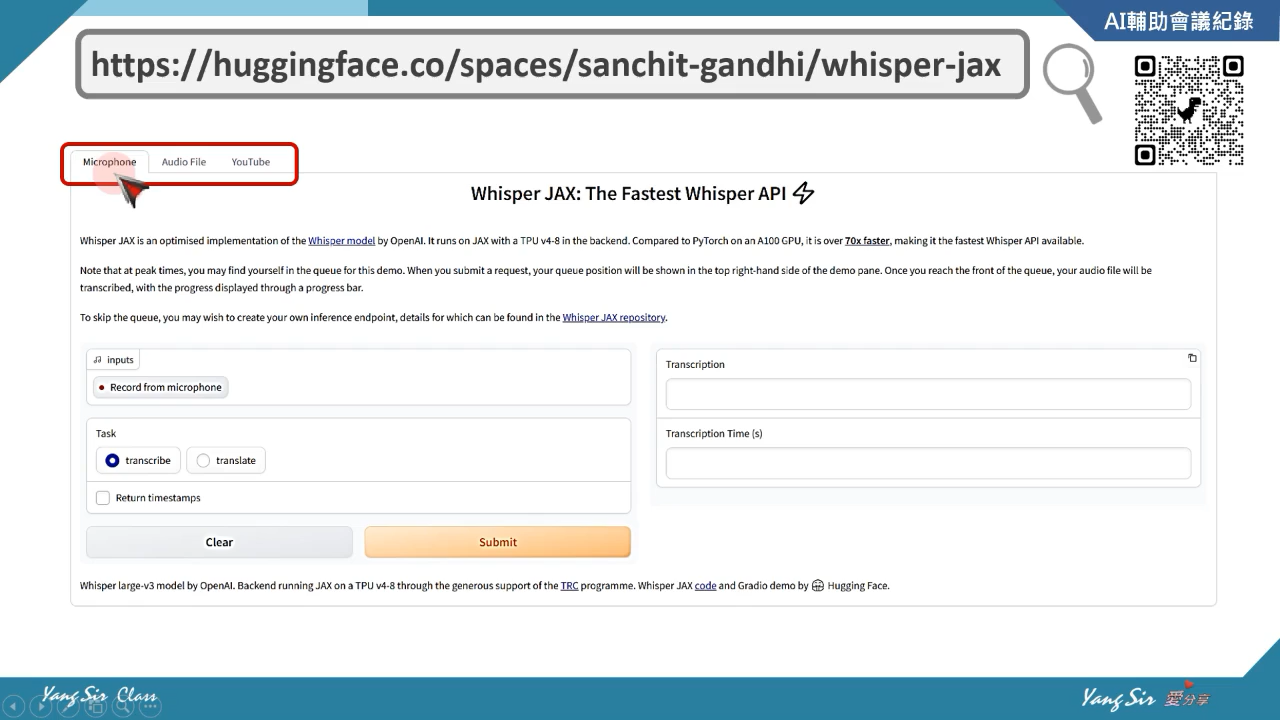 AI輔助會議紀錄
https://huggingface.co/spaces/sanchit-gandhi/whisper-jax
Microphone Audio File YouTube
Whisper JAX: The Fastest Whisper API ⚡
Whisper JAX is an optimised implementation of the Whisper model by OpenAI. It runs on JAX with a TPU v4-8 in the backend. Compared to PyTorch on an A100 GPU, it is over 70x faster, making it the fastest Whisper API available.
Note that at peak times, you may find yourself in the queue for this demo. When you submit a request, your queue position will be shown in the top right-hand side of the demo pane. Once you reach the front of the queue, your audio file will be
transcribed, with the progress displayed through a progress bar.
To skip the queue, you may wish to create your own inference endpoint, details for which can be found in the Whisper JAX repository.
inputs
Record from microphone
Task
transcribe translate
Return timestamps
Clear Submit
Transcription
Transcription Time (s)
Whisper large-v3 model by OpenAI. Backend running JAX on a TPU v4-8 through the generous support of the TRC programme. Whisper JAX code and Gradio demo by 🤗 Hugging Face.
Yang Sir Class
Yang Sir 愛分享